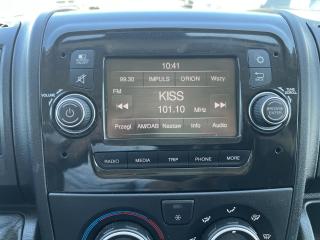 10:41
99.30 IMPULS ORION Wszy
FM
KISS
101.10 MHz
Przegl AM/DAB Nastaw Info Audio
VOLUME
TUNE SCROLL
BROWSE ENTER
RADIO MEDIA TRIP PHONE MORE